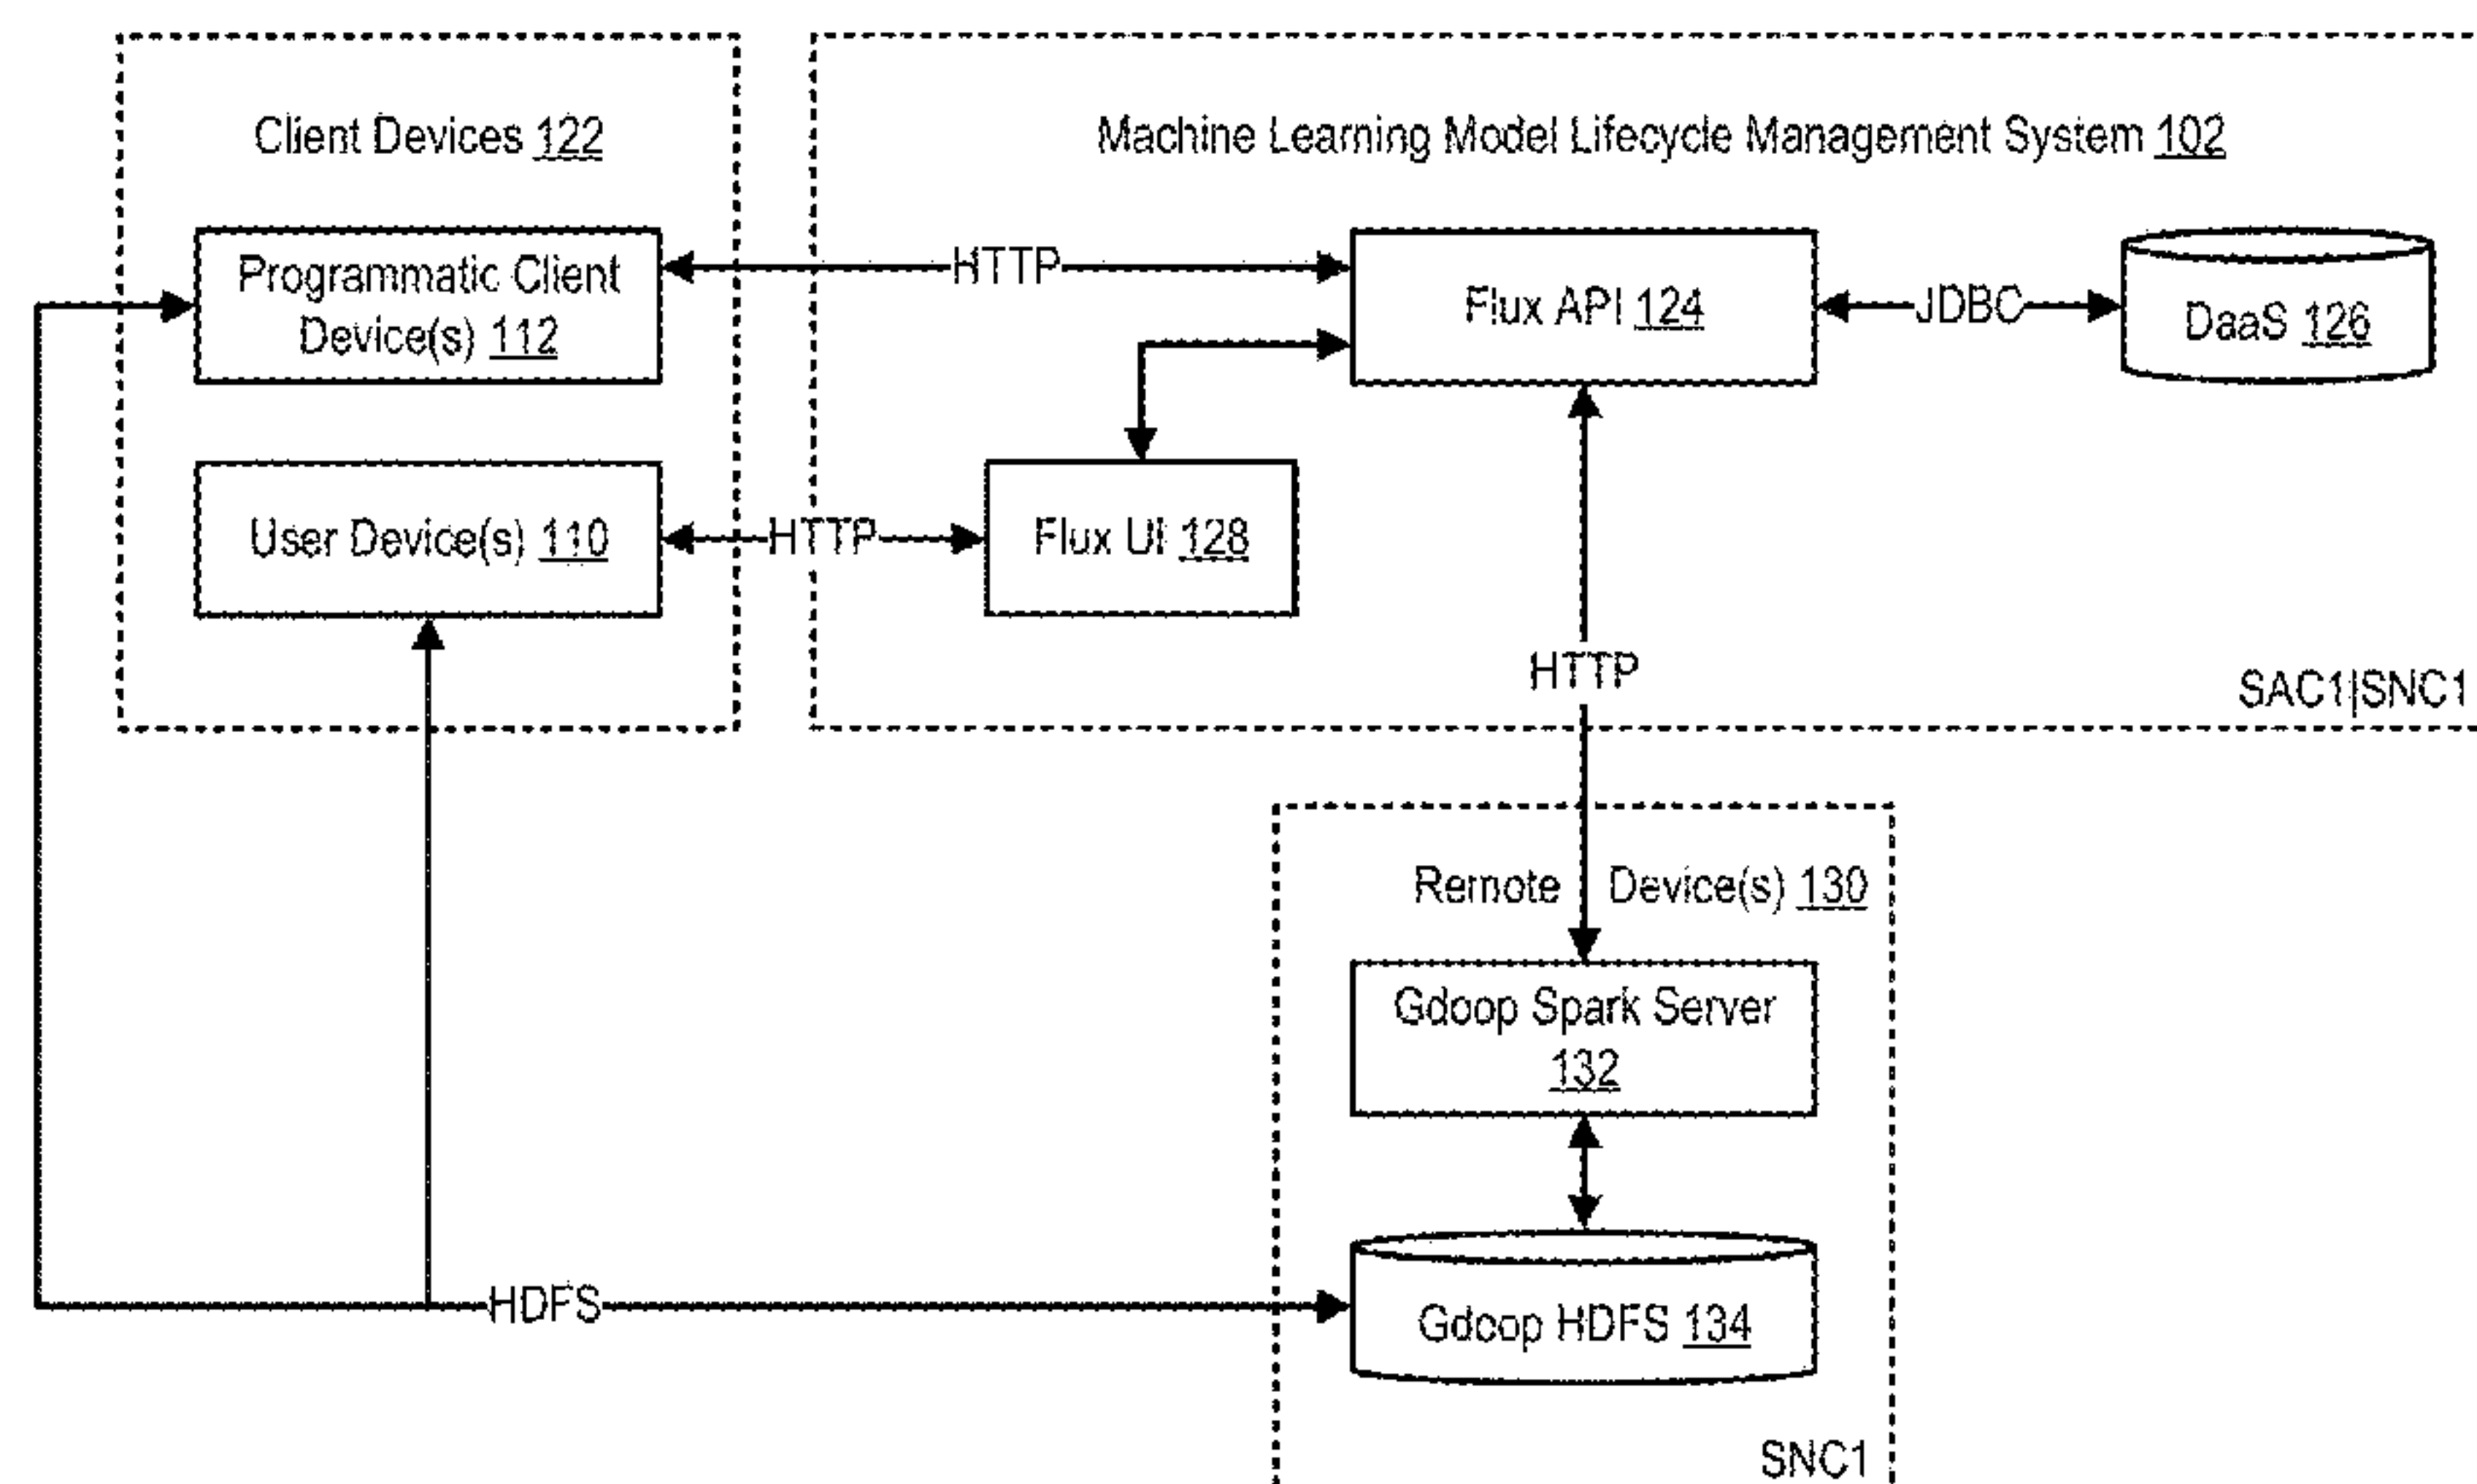 Client Devices 122
Machine Learning Model Lifecycle Management System 102
Programmatic Client
Device(s) 112
HTTP
Flux API 124
JDBC
DaaS 126
User Device(s) 110
HTTP
Flux UI 128
HTTP
SAC1|SNC1
Remote Device(s) 130
Gdoop Spark Server
132
HDFS
Gdoop HDFS 134
SNC1